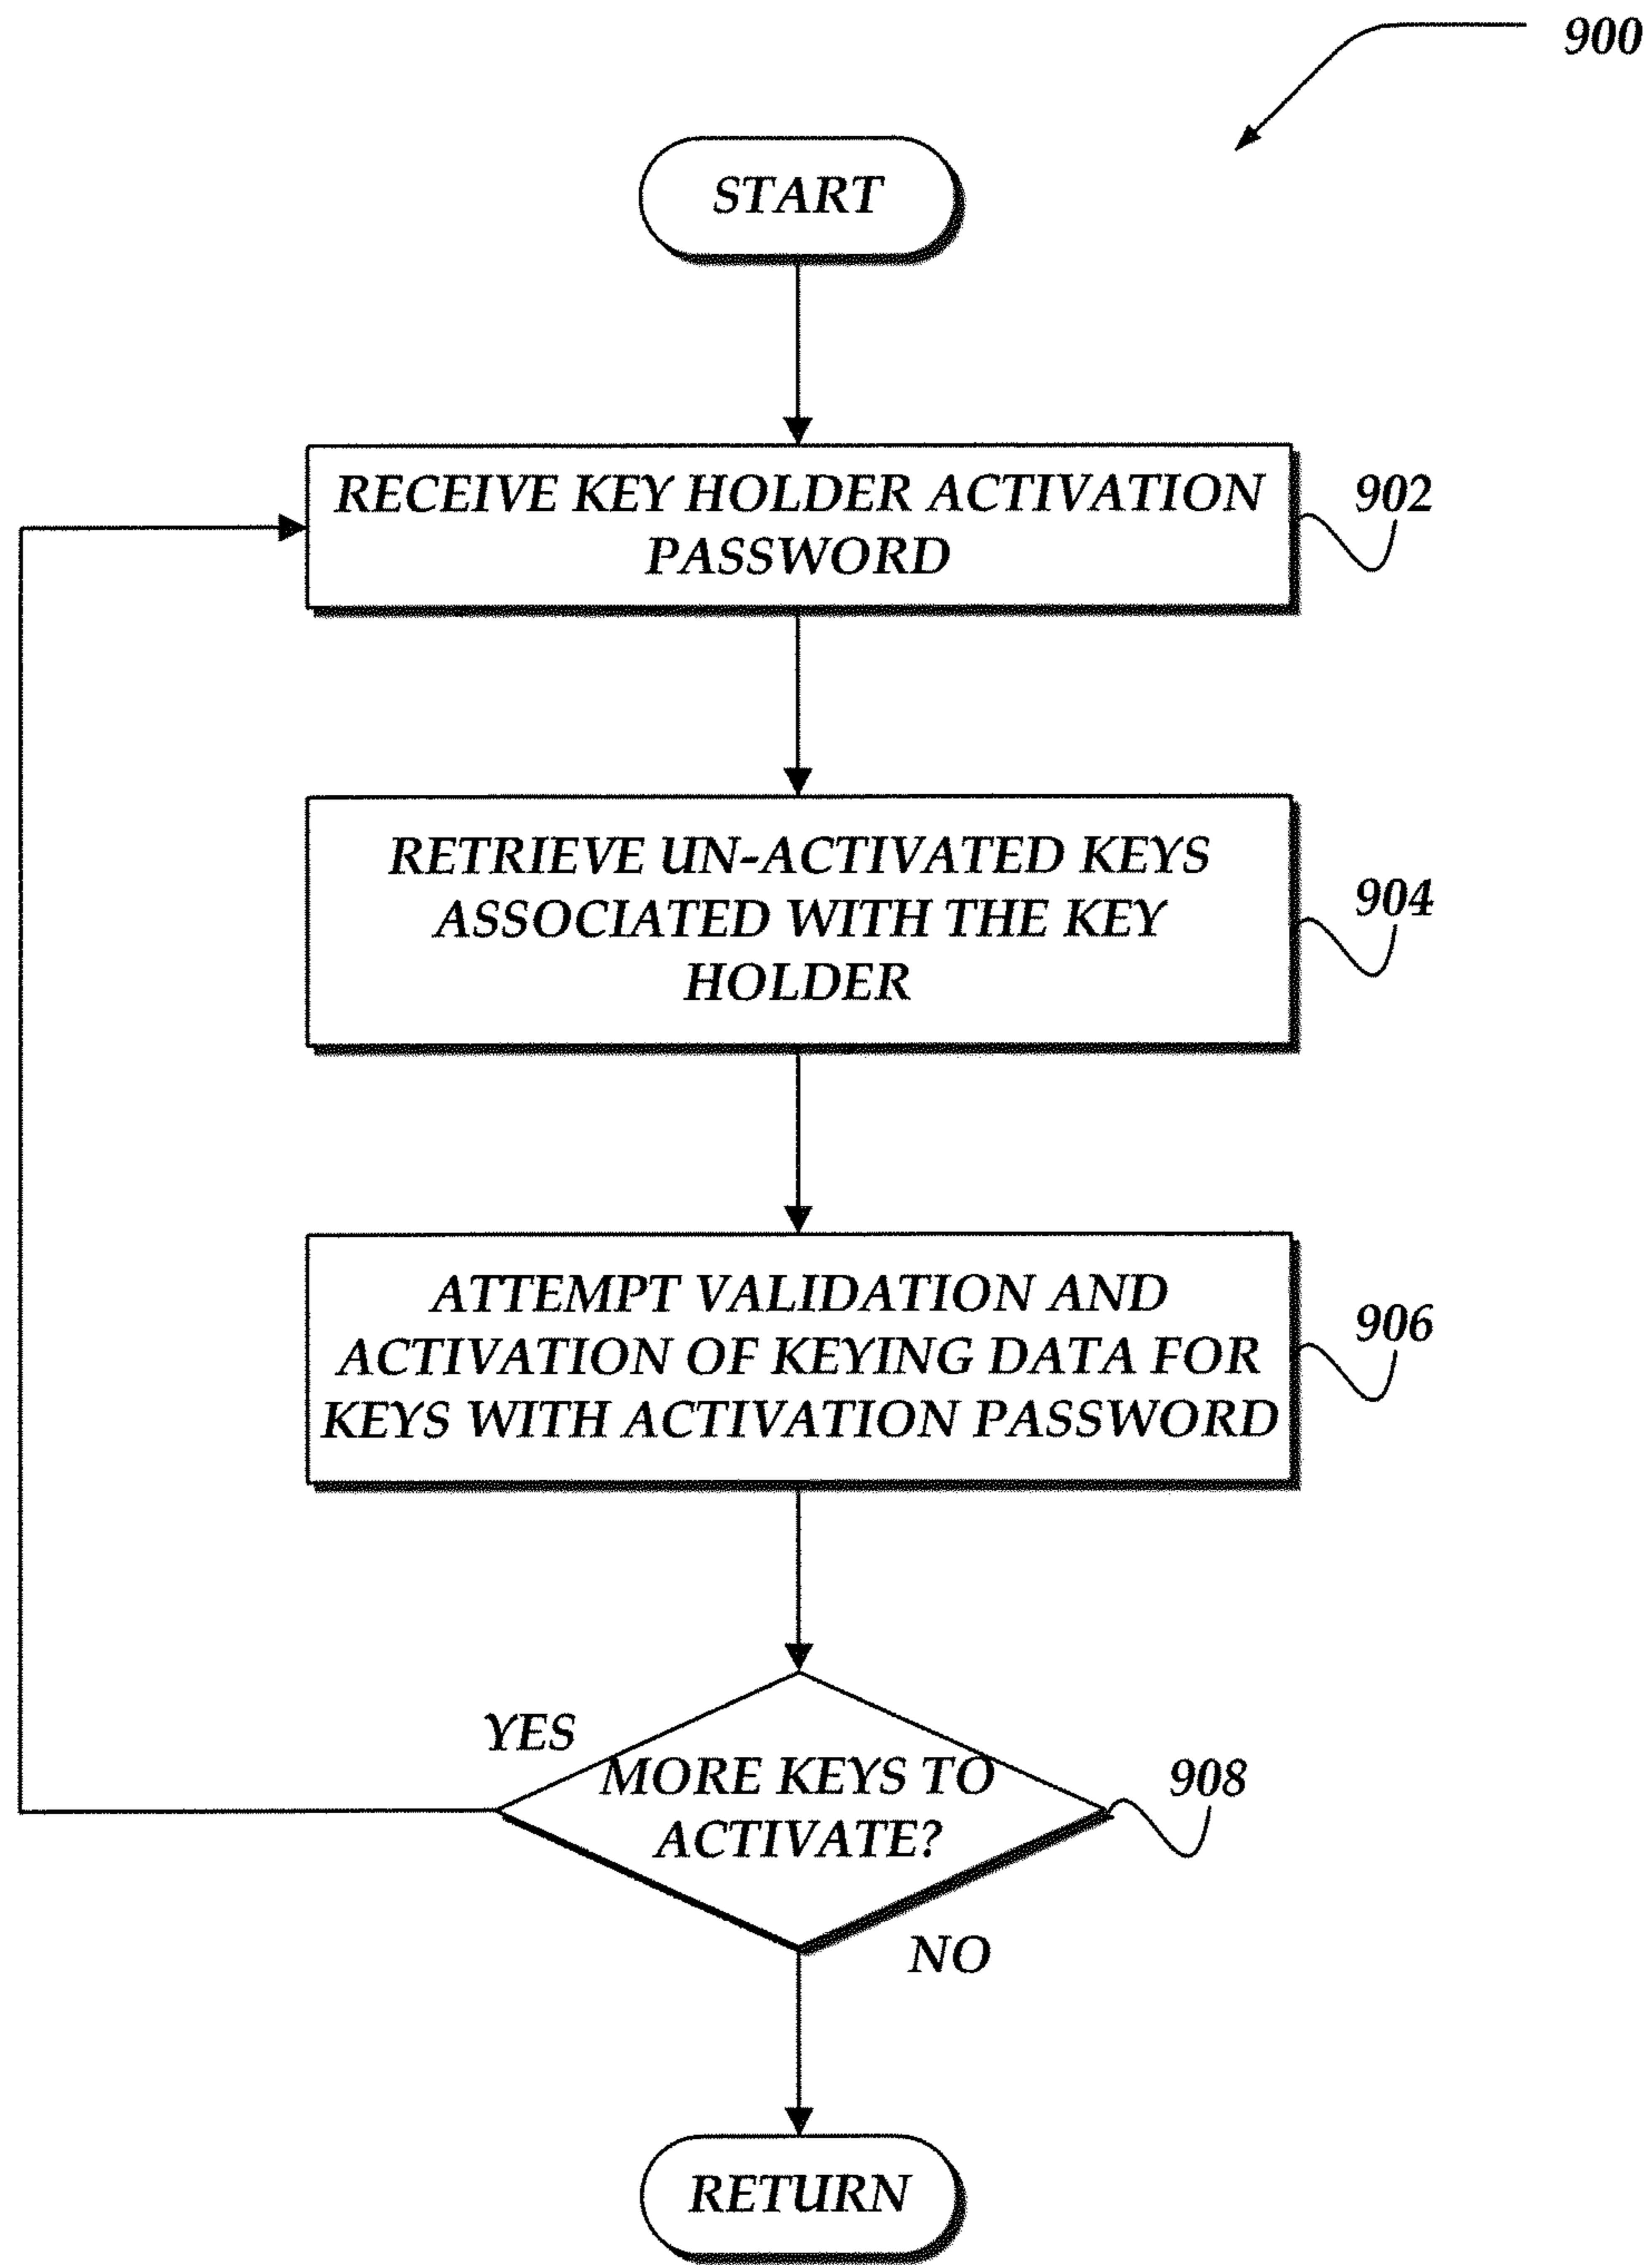 900
START
RECEIVE KEY HOLDER ACTIVATION
PASSWORD
902
RETRIEVE UN-ACTIVATED KEYS
ASSOCIATED WITH THE KEY
HOLDER
904
ATTEMPT VALIDATION AND
ACTIVATION OF KEYING DATA FOR
KEYS WITH ACTIVATION PASSWORD
906
YES
MORE KEYS TO
ACTIVATE?
908
NO
RETURN